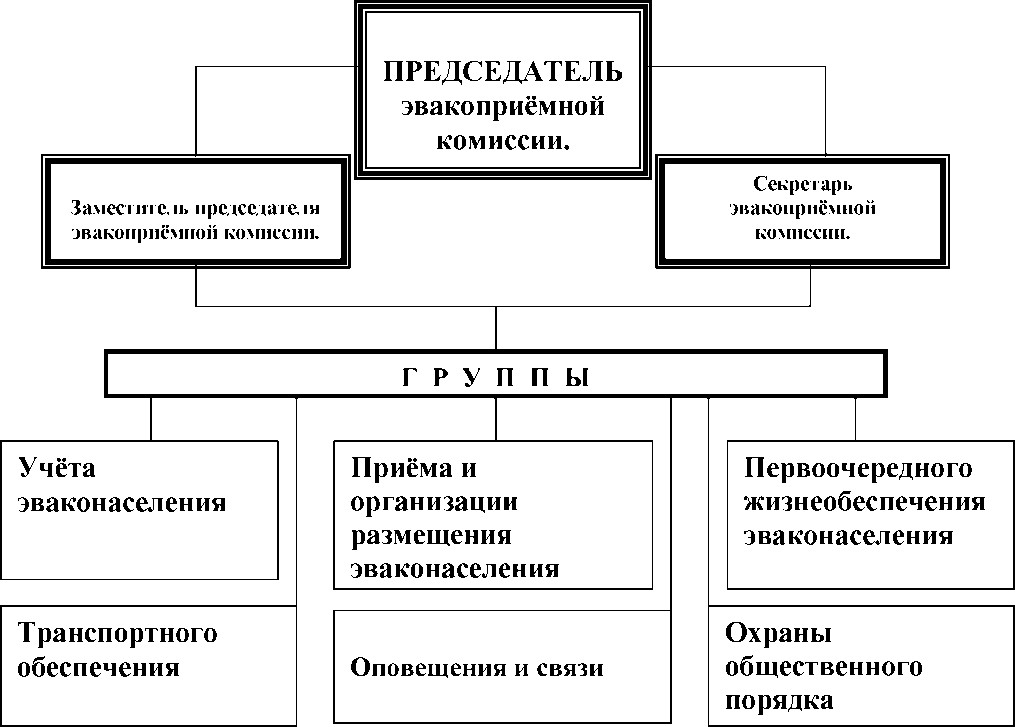 ПРЕДСЕДАТЕЛЬ
эвакоприёмной
комиссии.
Заместитель председателя
эвакоприёмной комиссии.
Секретарь
эвакоприёмной
комиссии.
Г Р У П П Ы
Учёта
эваконаселения
Приёма и
организации
размещения
эваконаселения
Первоочередного
жизнеобеспечения
эваконаселения
Транспортного
обеспечения
Оповещения и связи
Охраны
общественного
порядка